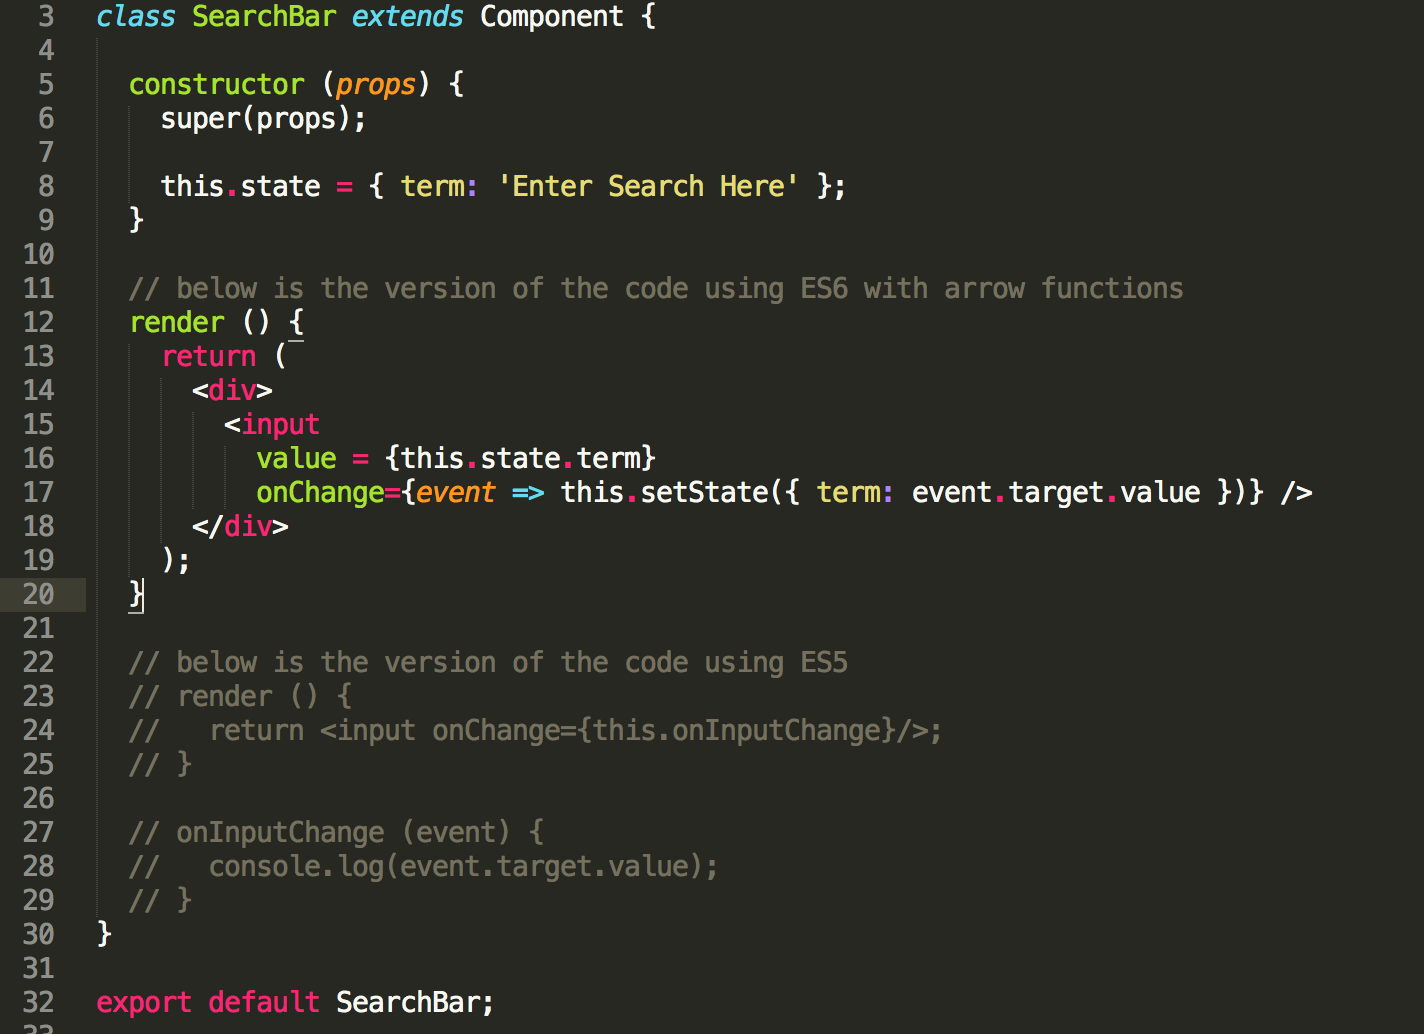 3 class SearchBar extends Component {
4
5   constructor (props) {
6     super(props);
7
8     this.state = { term: 'Enter Search Here' };
9   }
10
11   // below is the version of the code using ES6 with arrow functions
12   render () {
13     return (
14       <div>
15         <input
16           value = {this.state.term}
17           onChange={event => this.setState({ term: event.target.value })} />
18       </div>
19     );
20   }
21
22   // below is the version of the code using ES5
23   // render () {
24   //   return <input onChange={this.onInputChange}/>;
25   // }
26
27   // onInputChange (event) {
28   //   console.log(event.target.value);
29   // }
30 }
31
32 export default SearchBar;
33